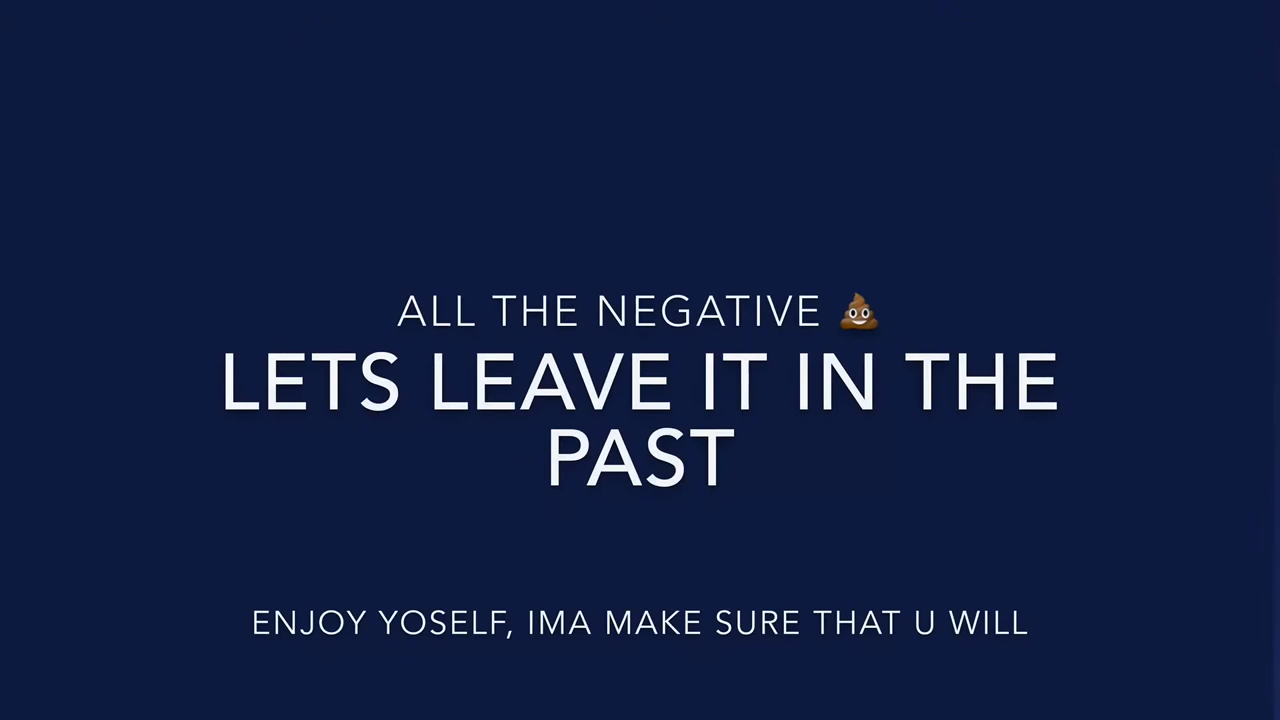 ALL THE NEGATIVE 💩
LETS LEAVE IT IN THE
PAST
ENJOY YOSELF, IMA MAKE SURE THAT U WILL